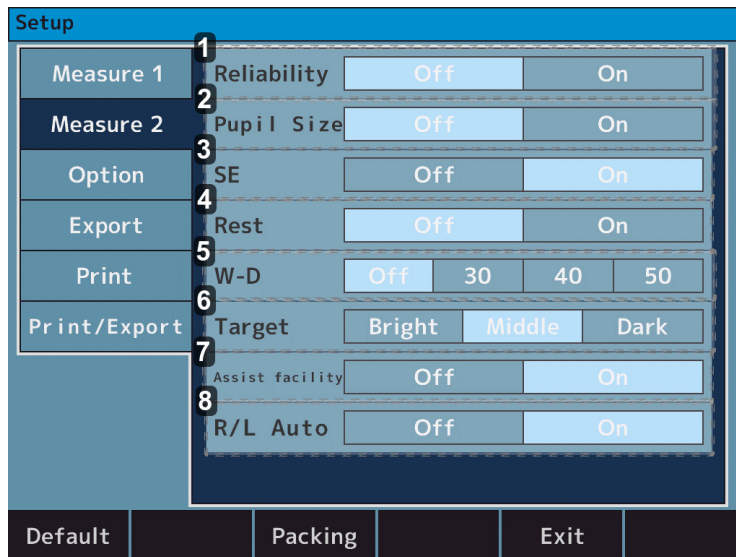 Setup
Measure 1
Measure 2
Option
Export
Print
Print/Export
1
Reliability Off On
2
Pupil Size Off On
3
SE Off On
4
Rest Off On
5
W-D Off 30 40 50
6
Target Bright Middle Dark
7
Assist facility Off On
8
R/L Auto Off On
Default Packing Exit